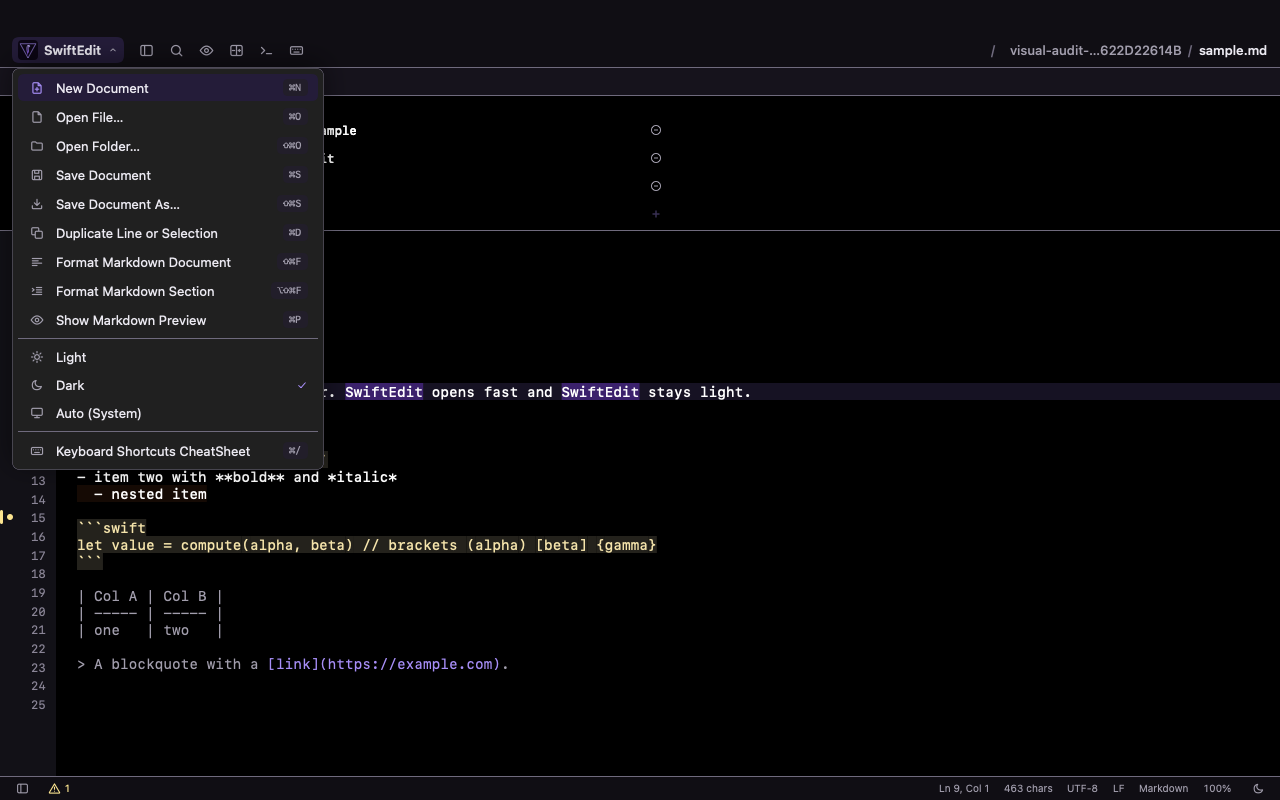 SwiftEdit
/ visual-audit-...622D22614B / sample.md
New Document ⌘N
Open File... ⌘O
Open Folder... ⇧⌘O
Save Document ⌘S
Save Document As... ⇧⌘S
Duplicate Line or Selection ⌘D
Format Markdown Document ⇧⌘F
Format Markdown Section ⌥⇧⌘F
Show Markdown Preview ⌘P
Light
Dark
Auto (System)
Keyboard Shortcuts CheatSheet ⌘/
. SwiftEdit opens fast and SwiftEdit stays light.
13 - item two with **bold** and *italic*
14 - nested item
15
16 ```swift
17 let value = compute(alpha, beta) // brackets (alpha) [beta] {gamma}
18 ```
19 | Col A | Col B |
20 | ----- | ----- |
21 | one | two |
22
23 > A blockquote with a [link](https://example.com).
24
25
1
Ln 9, Col 1 463 chars UTF-8 LF Markdown 100%